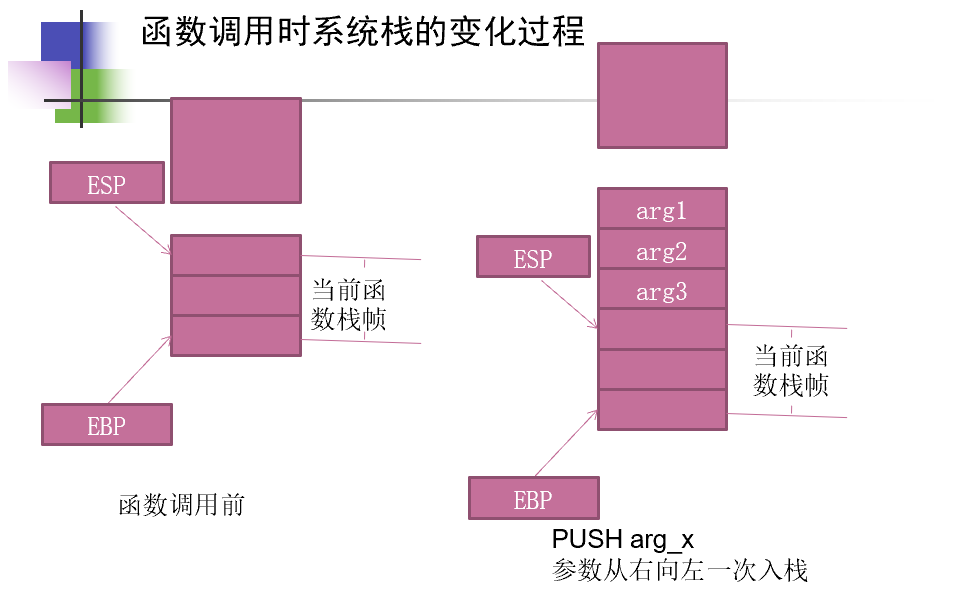 函数调用时系统栈的变化过程
ESP
当前函
数栈帧
EBP
函数调用前
arg1
arg2
arg3
ESP
当前函
数栈帧
EBP
PUSH arg_x
参数从右向左一次入栈